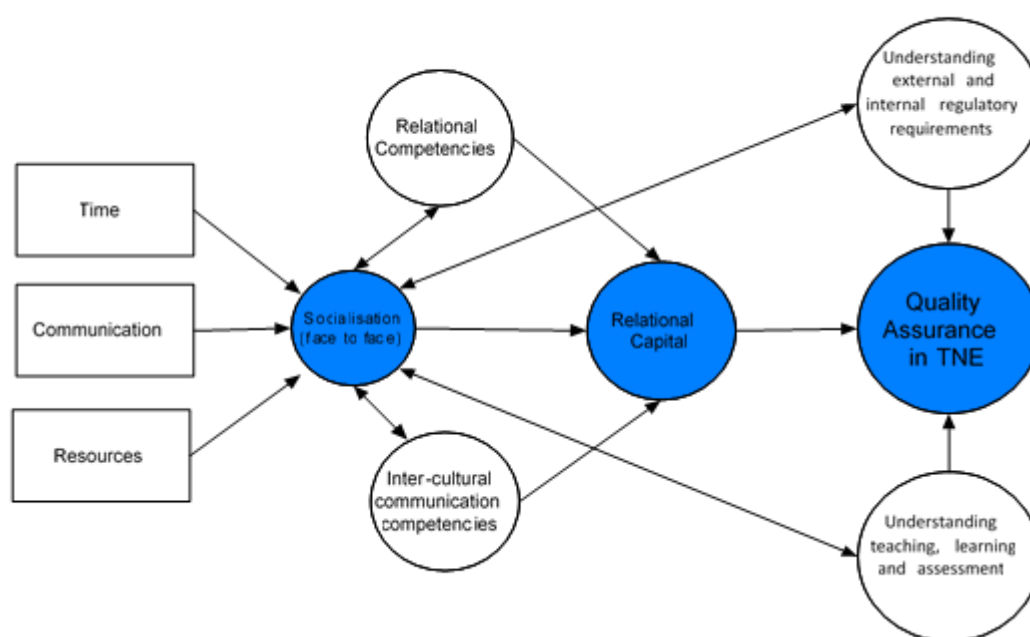 Understanding
external and
internal regulatory
requirements
Relational
Competencies
Time
Communication
Resources
Socialisation
(face to face)
Relational
Capital
Quality
Assurance
in TNE
Inter-cultural
communication
competencies
Understanding
teaching, learning
and assessment